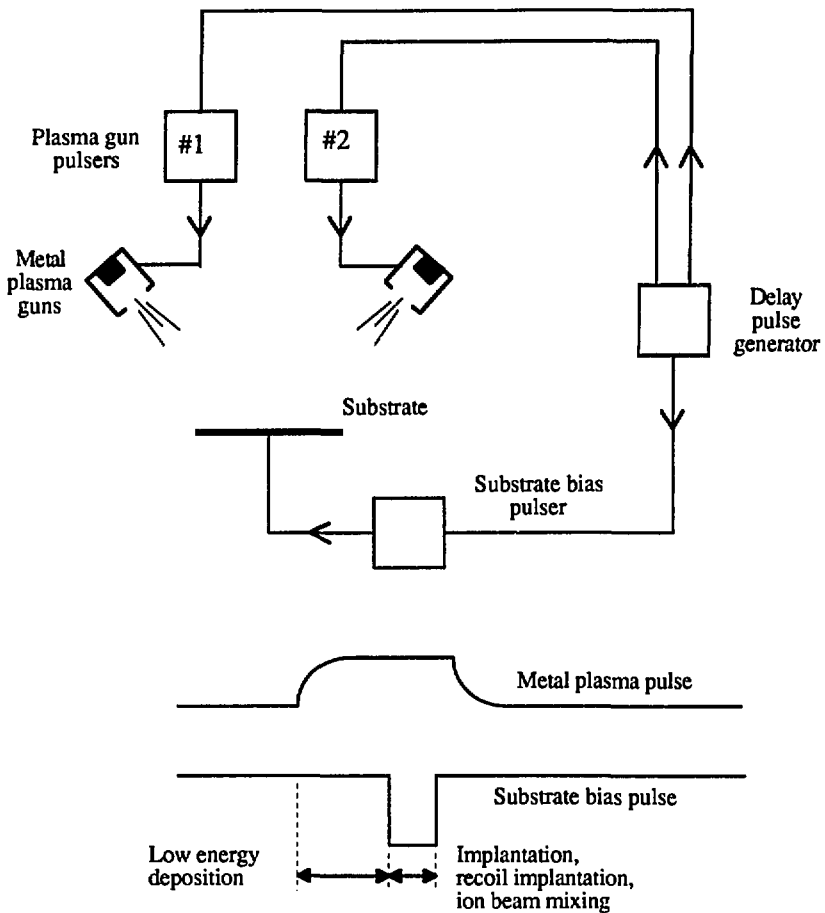 Plasma gun
pulsers
#1
#2
Metal
plasma
guns
Delay
pulse
generator
Substrate
Substrate bias
pulser
Metal plasma pulse
Substrate bias pulse
Low energy
deposition
Implantation,
recoil implantation,
ion beam mixing